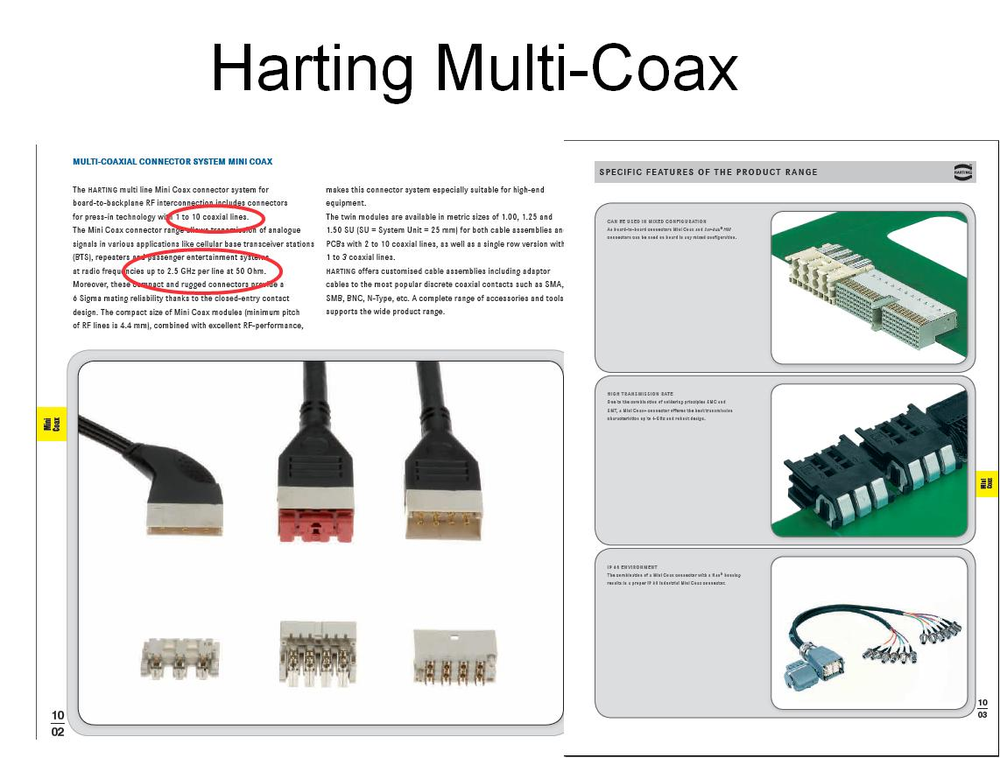 Harting Multi-Coax
MULTI-COAXIAL CONNECTOR SYSTEM MINI COAX
The HARTING multi line Mini Coax connector system for
board-to-backplane RF interconnection includes connectors
for press-in technology with 1 to 10 coaxial lines.
The Mini Coax connector range allows transmission of analogue
signals in various applications like cellular base transceiver stations
(BTS), repeaters and passenger entertainment systems
at radio frequencies up to 2.5 GHz per line at 50 Ohm.
Moreover, these compact and rugged connectors provide a
6 Sigma mating reliability thanks to the closed-entry contact
design. The compact size of Mini Coax modules (minimum pitch
of RF lines is 4.4 mm), combined with excellent RF-performance,
makes this connector system especially suitable for high-end
equipment.
The twin modules are available in metric sizes of 1.00, 1.25 and
1.50 SU (SU = System Unit = 25 mm) for both cable assemblies an
PCBs with 2 to 10 coaxial lines, as well as a single row version with
1 to 3 coaxial lines.
HARTING offers customised cable assemblies including adaptor
cables to the most popular discrete coaxial contacts such as SMA,
SMB, BNC, N-Type, etc. A complete range of accessories and tools
supports the wide product range.
Mini
Coax
10
02
SPECIFIC FEATURES OF THE PRODUCT RANGE
HARTING
CAN BE USED IN MIXED CONFIGURATION
As board-to-board connectors Mini Coax and har-bus® HM
connectors can be used on board in any mixed configuration.
HIGH TRANSMISSION RATE
Due to the combination of soldering principles SMC and
SMT, a Mini Coax connector offers the best transmission
characteristics up to 4 GHz and robust design.
IP 65 ENVIRONMENT
The combination of a Mini Coax connector with a Han® housing
results in a proper IP 65 industrial Mini Coax connector.
Mini
Coax
10
03